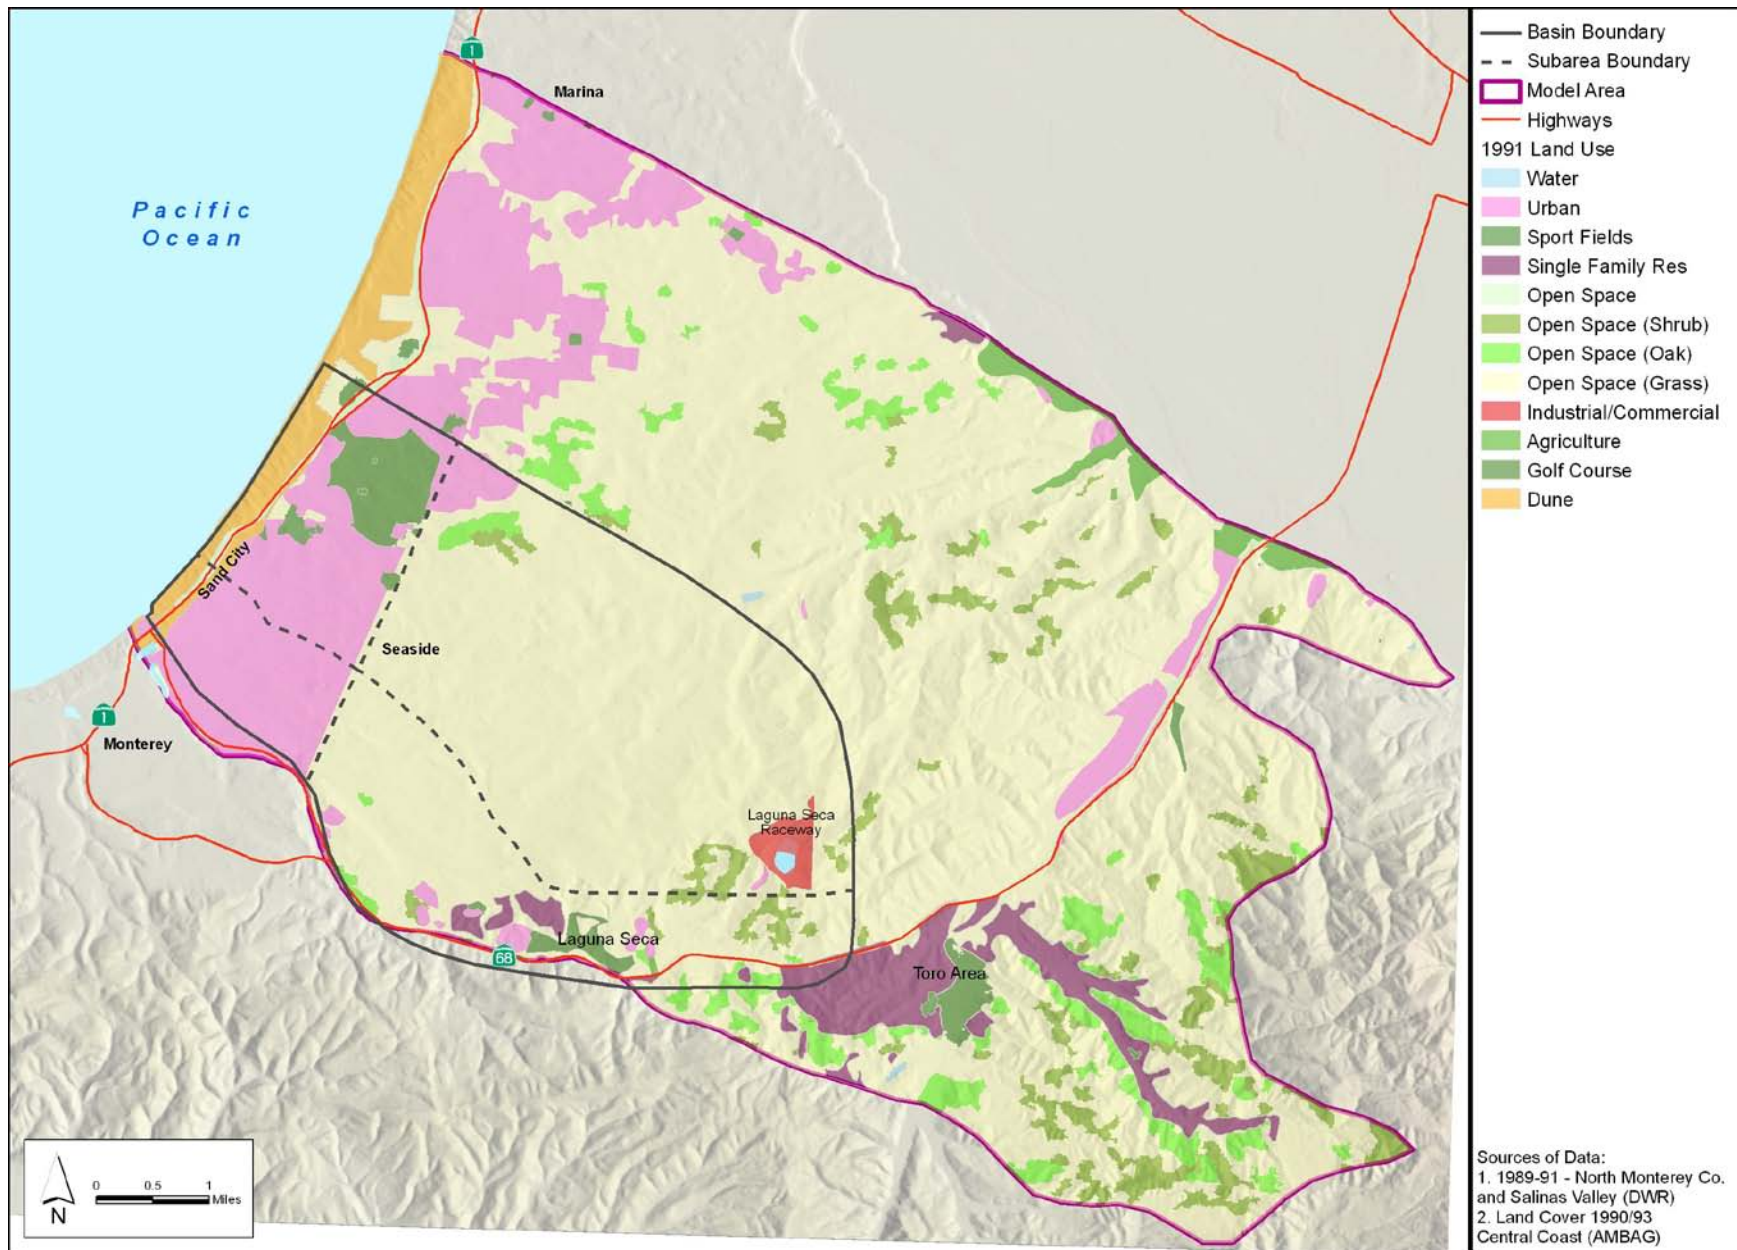 1
Marina
Pacific
Ocean
Sand City
Seaside
1
Monterey
Laguna Seca
Raceway
Laguna Seca
68
Toro Area
N
0 0.5 1
Miles
Basin Boundary
Subarea Boundary
Model Area
Highways
1991 Land Use
Water
Urban
Sport Fields
Single Family Res
Open Space
Open Space (Shrub)
Open Space (Oak)
Open Space (Grass)
Industrial/Commercial
Agriculture
Golf Course
Dune
Sources of Data:
1. 1989-91 - North Monterey Co.
and Salinas Valley (DWR)
2. Land Cover 1990/93
Central Coast (AMBAG)